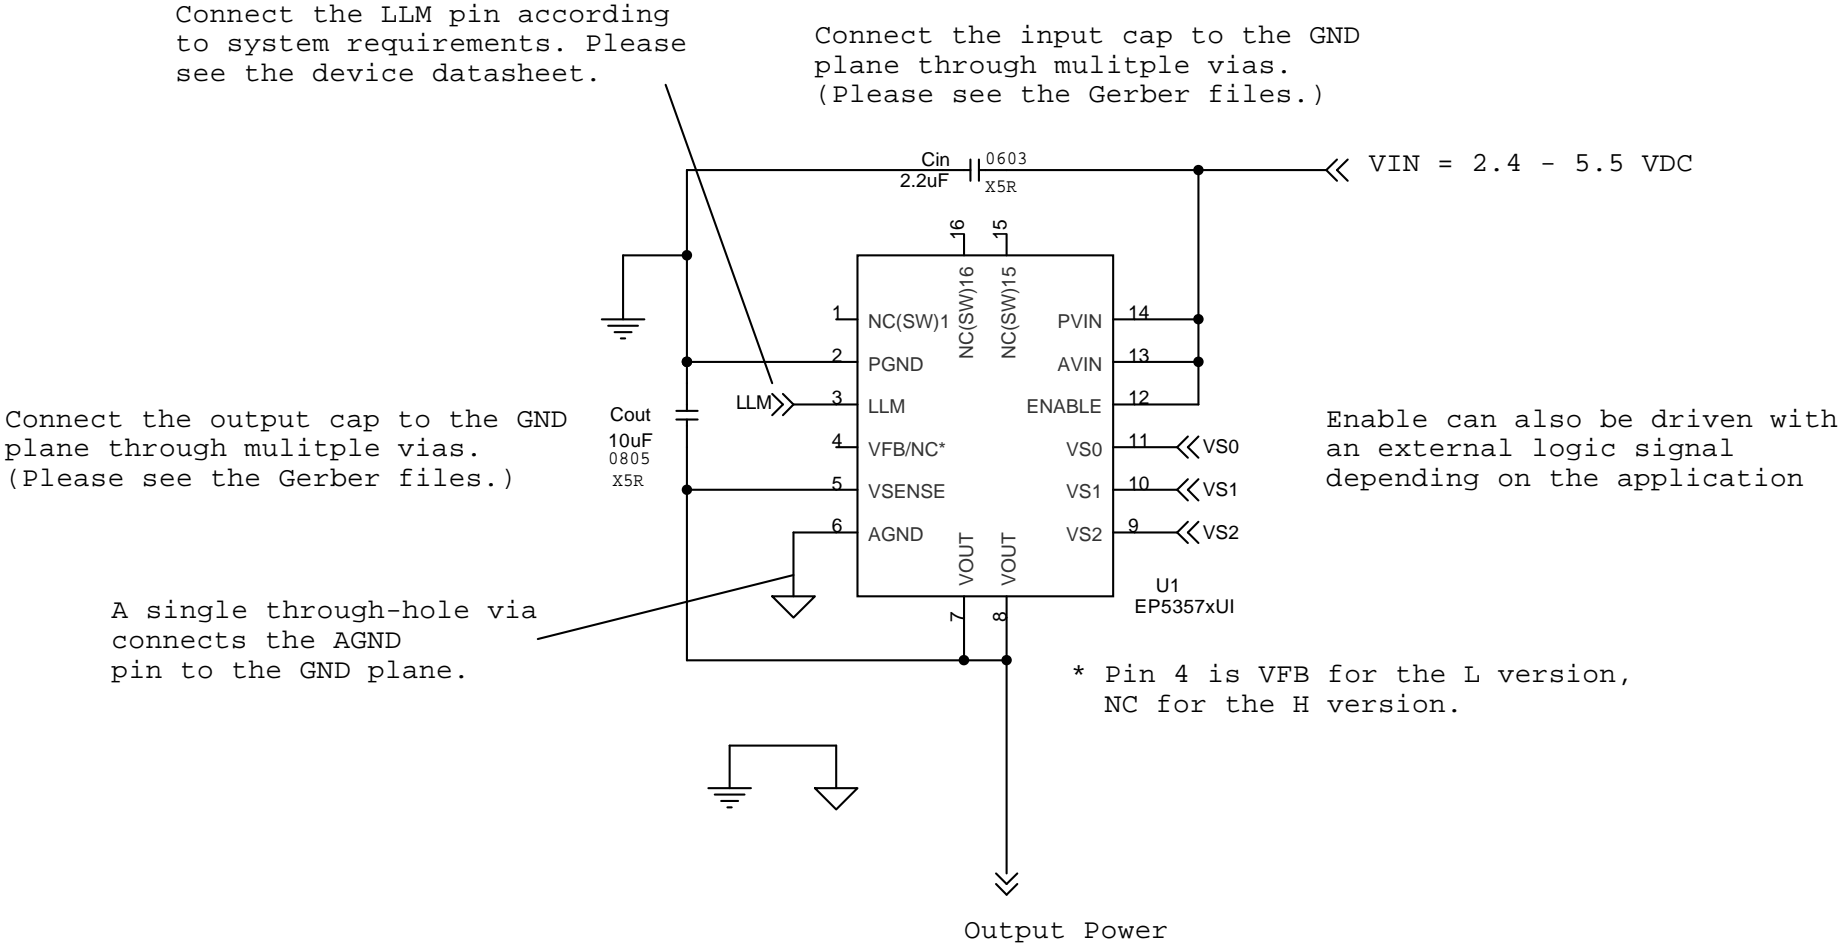 Connect the LLM pin according
to system requirements. Please
see the device datasheet.
Connect the input cap to the GND
plane through mulitple vias.
(Please see the Gerber files.)
Cin
2.2uF
0603
X5R
VIN = 2.4 - 5.5 VDC
16
15
NC(SW)16
NC(SW)15
1
NC(SW)1
2
PGND
LLM
3
LLM
4
VFB/NC*
5
VSENSE
6
AGND
PVIN
14
AVIN
13
ENABLE
12
VS0
11
VS0
VS1
10
VS1
VS2
9
VS2
VOUT
VOUT
7
8
U1
EP5357xUI
Connect the output cap to the GND
plane through mulitple vias.
(Please see the Gerber files.)
Cout
10uF
0805
X5R
Enable can also be driven with
an external logic signal
depending on the application
A single through-hole via
connects the AGND
pin to the GND plane.
* Pin 4 is VFB for the L version,
NC for the H version.
Output Power